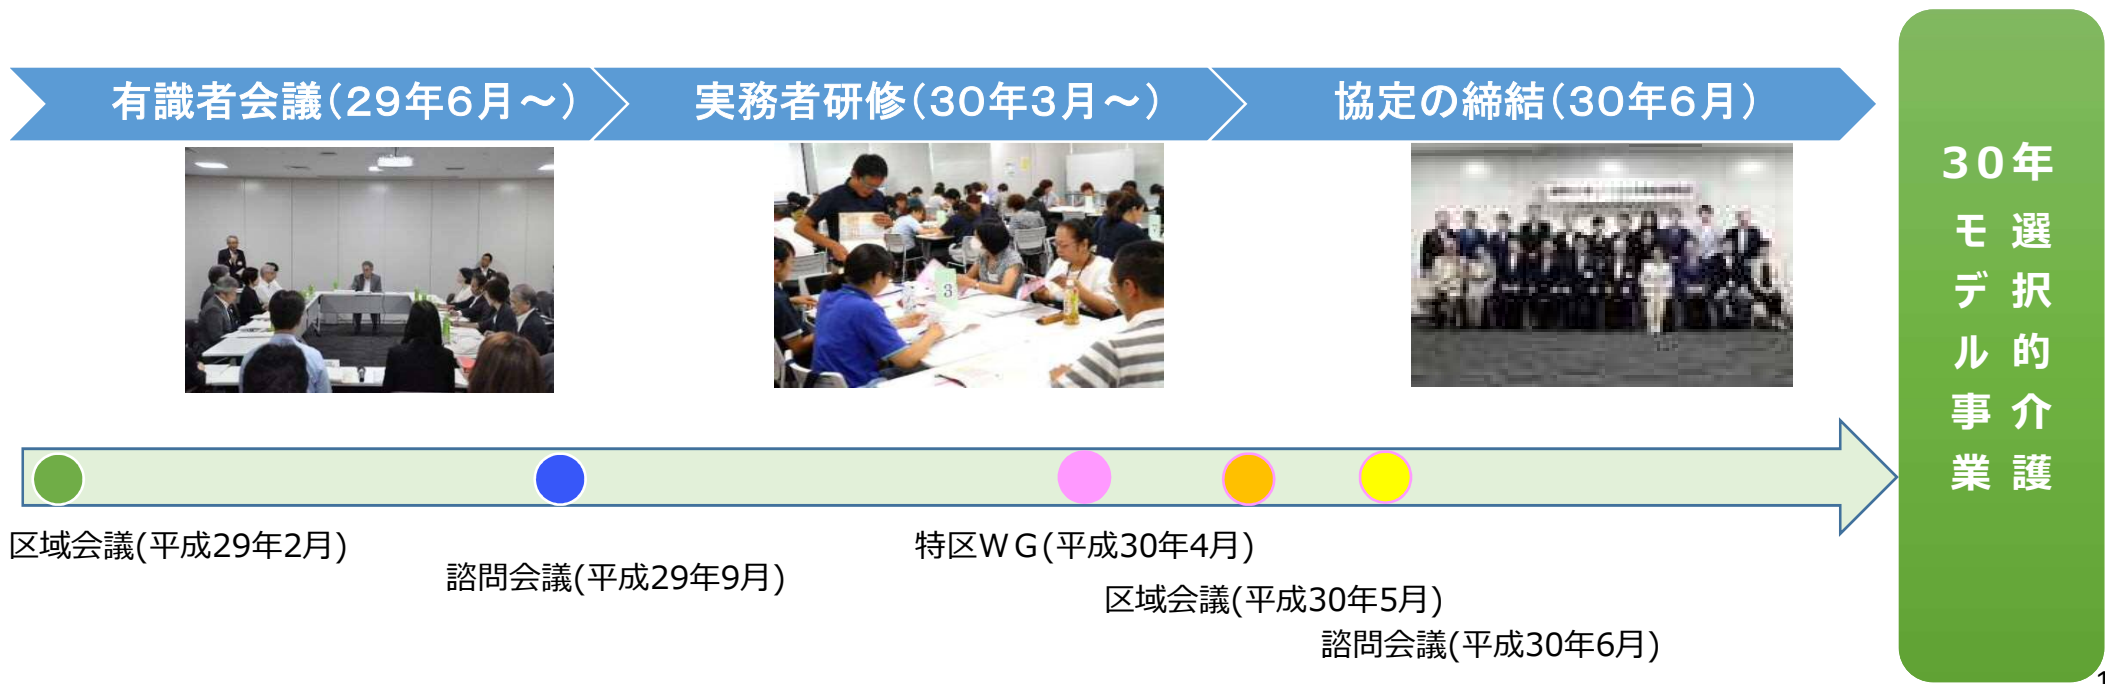 有識者会議(29年6月～)
実務者研修(30年3月～)
協定の締結(30年6月)
3
区域会議(平成29年2月)
諮問会議(平成29年9月)
特区ＷＧ(平成30年4月)
区域会議(平成30年5月)
諮問会議(平成30年6月)
30年
選択的介護
モデル事業
1